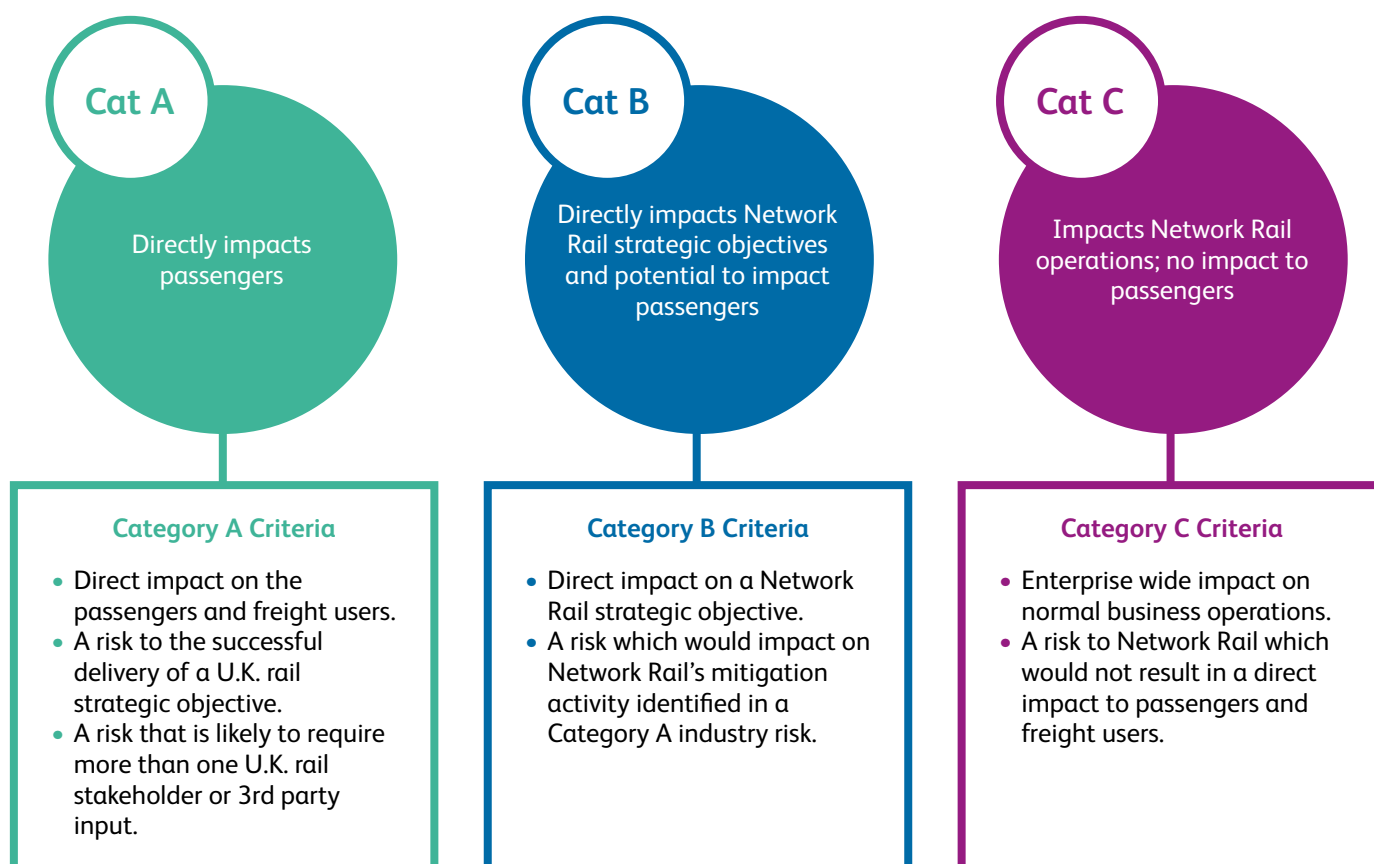 Cat A
Directly impacts
passengers
Category A Criteria
• Direct impact on the
passengers and freight users.
• A risk to the successful
delivery of a U.K. rail
strategic objective.
• A risk that is likely to require
more than one U.K. rail
stakeholder or 3rd party
input.
Cat B
Directly impacts Network
Rail strategic objectives
and potential to impact
passengers
Category B Criteria
• Direct impact on a Network
Rail strategic objective.
• A risk which would impact on
Network Rail’s mitigation
activity identified in a
Category A industry risk.
Cat C
Impacts Network Rail
operations; no impact to
passengers
Category C Criteria
• Enterprise wide impact on
normal business operations.
• A risk to Network Rail which
would not result in a direct
impact to passengers and
freight users.